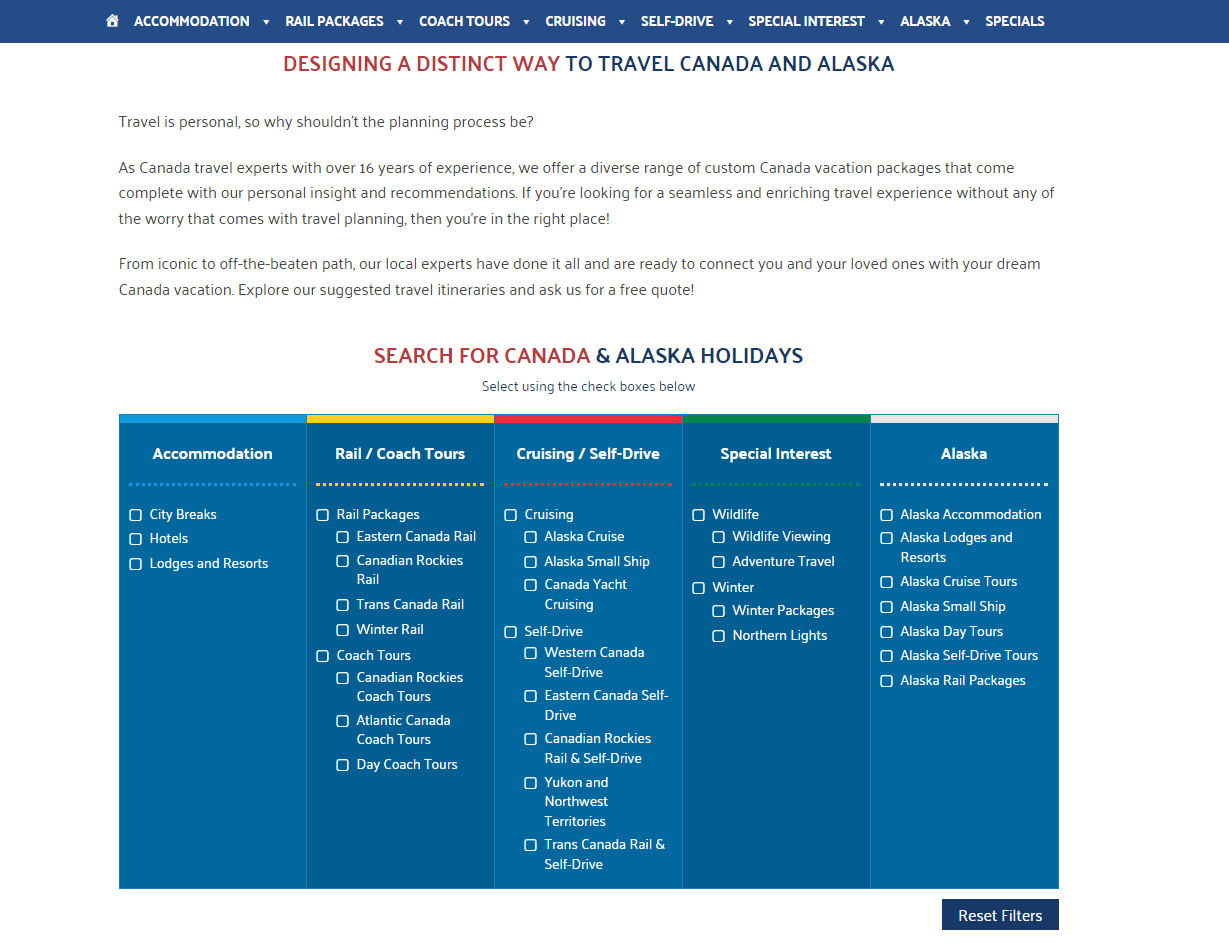 ACCOMMODATION RAIL PACKAGES COACH TOURS CRUISING SELF-DRIVE SPECIAL INTEREST ALASKA SPECIALS
DESIGNING A DISTINCT WAY TO TRAVEL CANADA AND ALASKA
Travel is personal, so why shouldn't the planning process be?
As Canada travel experts with over 16 years of experience, we offer a diverse range of custom Canada vacation packages that come
complete with our personal insight and recommendations. If you're looking for a seamless and enriching travel experience without any of
the worry that comes with travel planning, then you're in the right place!
From iconic to off-the-beaten path, our local experts have done it all and are ready to connect you and your loved ones with your dream
Canada vacation. Explore our suggested travel itineraries and ask us for a free quote!
SEARCH FOR CANADA & ALASKA HOLIDAYS
Select using the check boxes below
Accommodation
City Breaks
Hotels
Lodges and Resorts
Rail / Coach Tours
Rail Packages
Eastern Canada Rail
Canadian Rockies
Rail
Trans Canada Rail
Winter Rail
Coach Tours
Canadian Rockies
Coach Tours
Atlantic Canada
Coach Tours
Day Coach Tours
Cruising / Self-Drive
Cruising
Alaska Cruise
Alaska Small Ship
Canada Yacht
Cruising
Self-Drive
Western Canada
Self-Drive
Eastern Canada Self-
Drive
Canadian Rockies
Rail & Self-Drive
Yukon and
Northwest
Territories
Trans Canada Rail &
Self-Drive
Special Interest
Wildlife
Wildlife Viewing
Adventure Travel
Winter
Winter Packages
Northern Lights
Alaska
Alaska Accommodation
Alaska Lodges and
Resorts
Alaska Cruise Tours
Alaska Small Ship
Alaska Day Tours
Alaska Self-Drive Tours
Alaska Rail Packages
Reset Filters